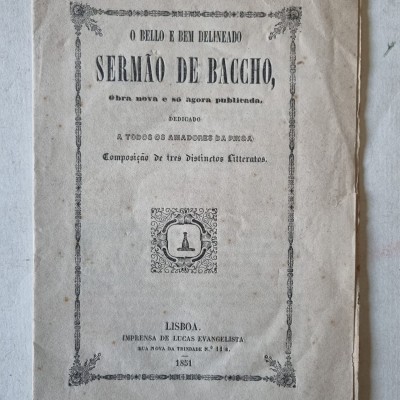 O BELLO E BEM DELINEADO
SERMÃO DE BACCHO,
Obra nova e só agora publicada.
DEDICADO
A TODOS OS AMADORES DA PINGA
Composição de tres distinctos Litteratos.
LISBOA.
IMPRENSA DE LUCAS EVANGELISTA
RUA NOVA DA TRINDADE N.º
1851